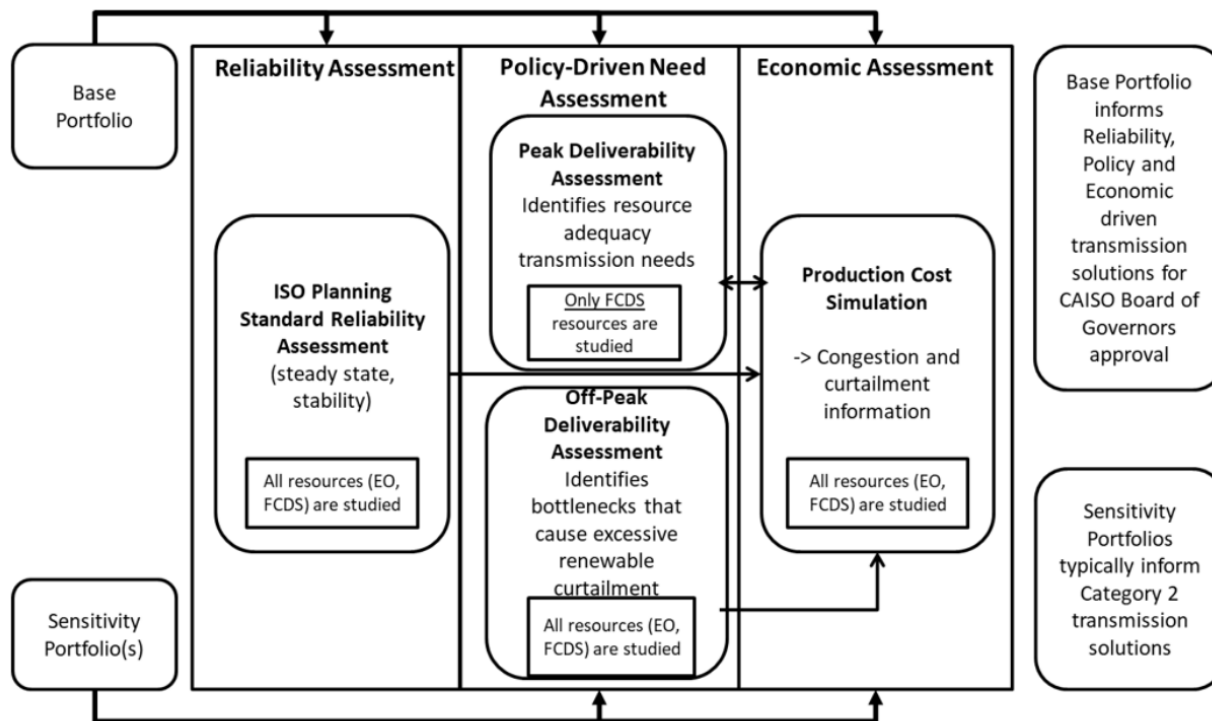 Base
Portfolio
Reliability Assessment
ISO Planning
Standard Reliability
Assessment
(steady state,
stability)
All resources (EO,
FCDS) are studied
Policy-Driven Need
Assessment
Peak Deliverability
Assessment
Identifies resource
adequacy
transmission needs
Only FCDS
resources are
studied
Off-Peak
Deliverability
Assessment
Identifies
bottlenecks that
cause excessive
renewable
curtailment
All resources (EO,
FCDS) are studied
Economic Assessment
Production Cost
Simulation
-> Congestion and
curtailment
information
All resources (EO,
FCDS) are studied
Base Portfolio
informs
Reliability,
Policy and
Economic
driven
transmission
solutions for
CAISO Board of
Governors
approval
Sensitivity
Portfolio(s)
Sensitivity
Portfolios
typically inform
Category 2
transmission
solutions